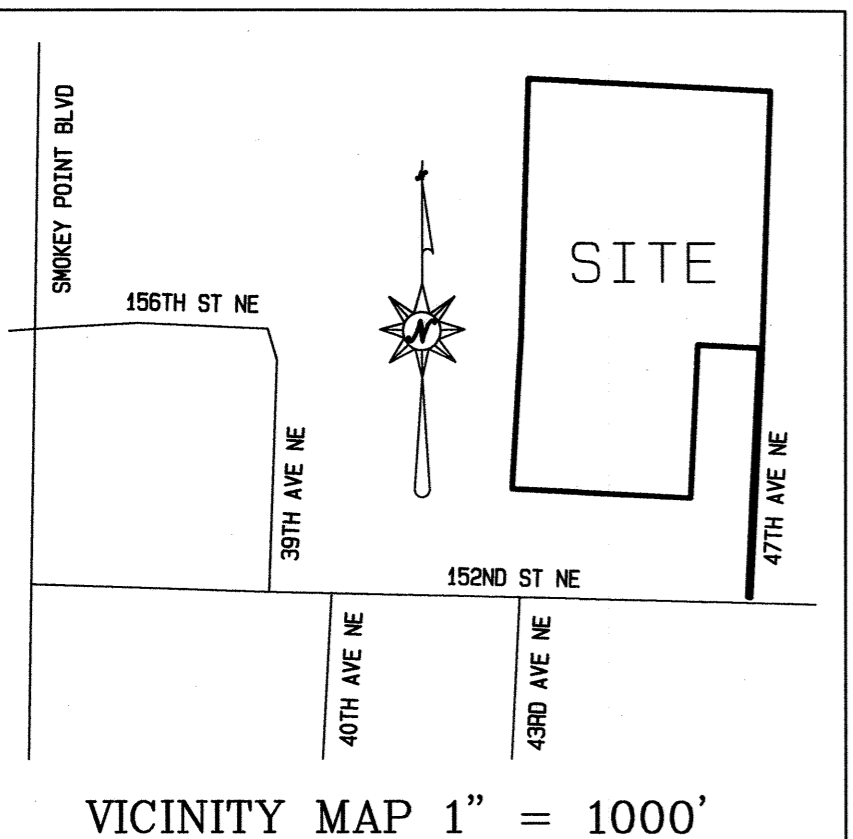 SMOKEY POINT BLVD
SITE
156TH ST NE
N
39TH AVE NE
47TH AVE NE
152ND ST NE
40TH AVE NE
43RD AVE NE
VICINITY MAP 1" = 1000'